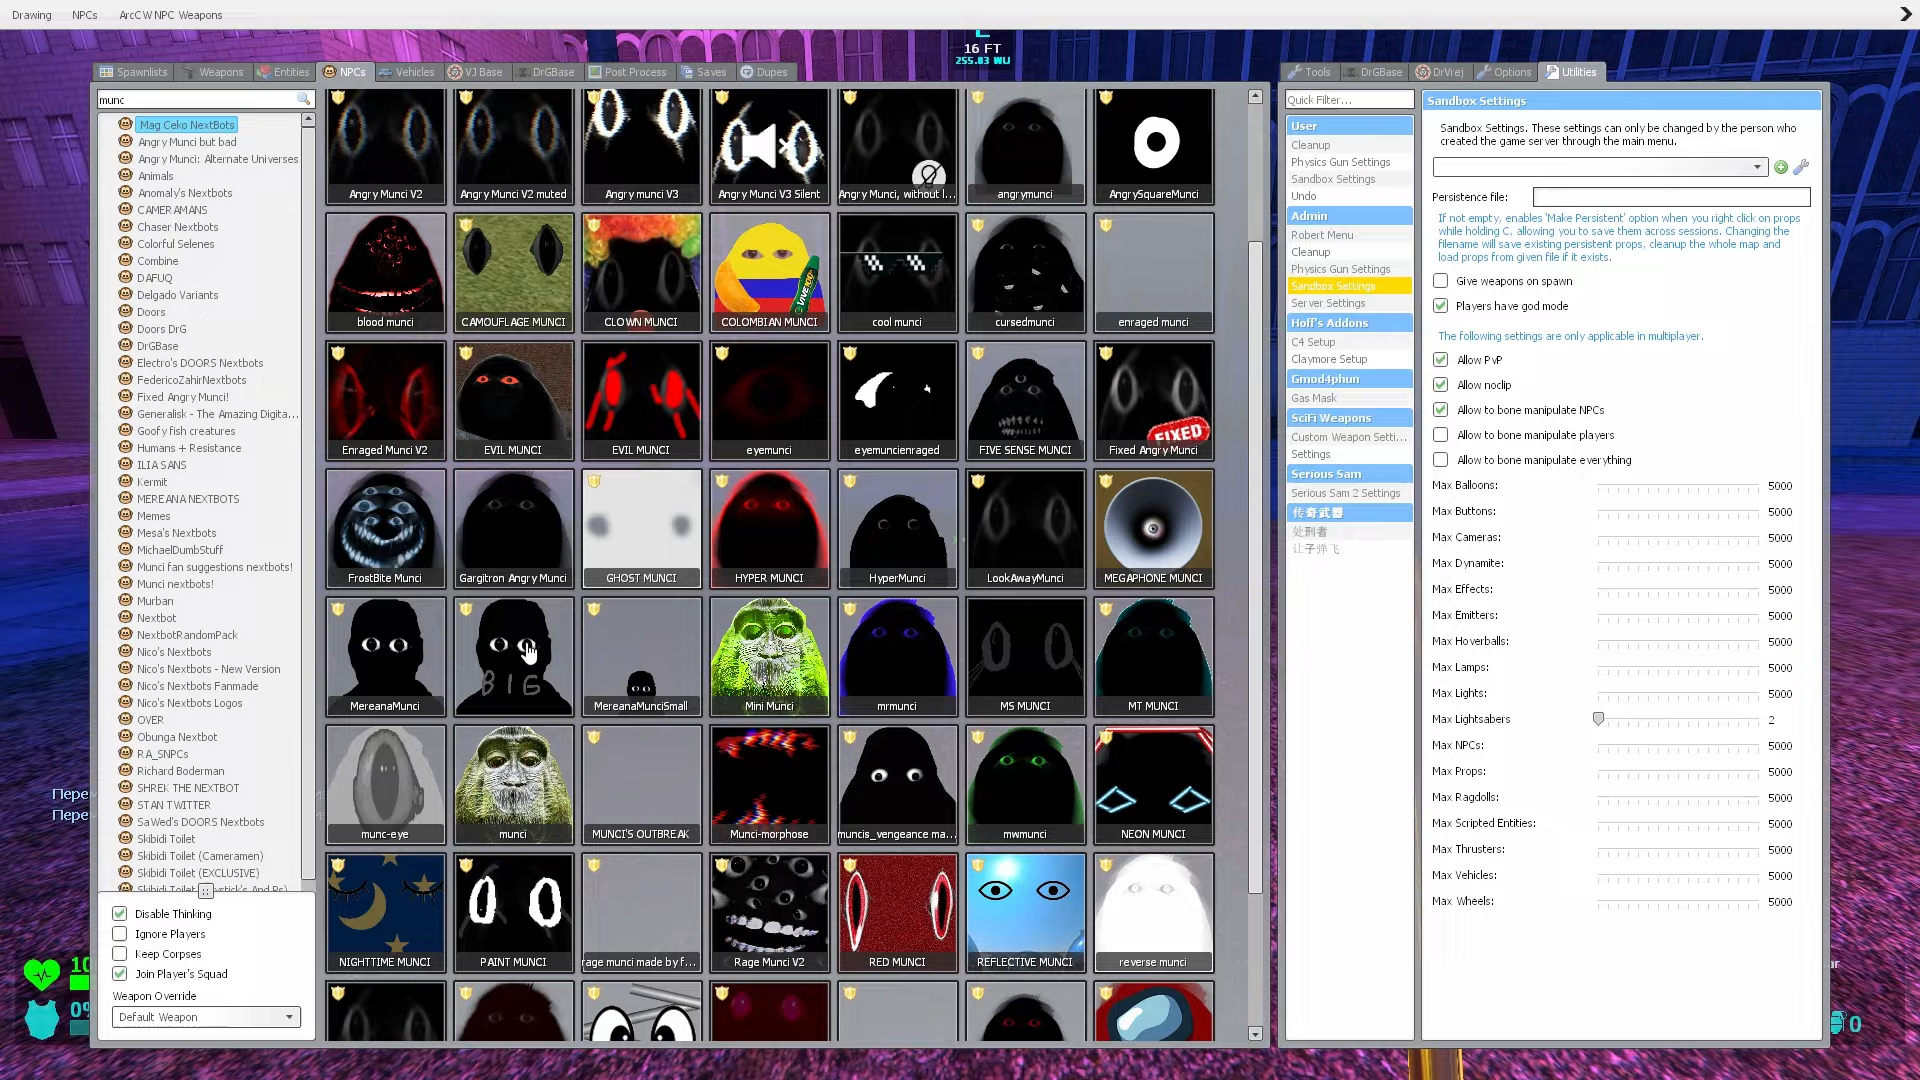 Drawing NPCs ArcCW NPC Weapons
16 FT
255.83 WU
Spawnlists Weapons Entities NPCs Vehicles VJ Base DrGBase Post Process Saves Dupes
munc
Mag Ceko NextBots
Angry Munci but bad
Angry Munci: Alternate Universes
Animals
Anomaly's Nextbots
CAMERAMANS
Chaser Nextbots
Colorful Selenes
Combine
DAFUQ
Delgado Variants
Doors
Doors DrG
DrGBase
Electro's DOORS Nextbots
FedericoZahirNextbots
Fixed Angry Munci!
Generalisk - The Amazing Digita...
Goofy fish creatures
Humans + Resistance
ILIA SANS
Kermit
MEREANA NEXTBOTS
Memes
Mesa's Nextbots
MichaelDumbStuff
Munci fan suggestions nextbots!
Munci nextbots!
Murban
Nextbot
NextbotRandomPack
Nico's Nextbots
Nico's Nextbots - New Version
Nico's Nextbots Fanmade
Nico's Nextbots Logos
OVER
Obunga Nextbot
RA_SNPCs
Richard Boderman
SHREK THE NEXTBOT
STAN TWITTER
SaWed's DOORS Nextbots
Skibidi Toilet
Skibidi Toilet (Cameramen)
Skibidi Toilet (EXCLUSIVE)
Disable Thinking
Ignore Players
Keep Corpses
Join Player's Squad
Weapon Override
Default Weapon
Angry Munci V2 Angry Munci V2 muted Angry munci V3 Angry Munci V3 Silent Angry Munci, without l... angrymunci AngrySquareMunci
VIVE100
blood munci CAMOUFLAGE MUNCI CLOWN MUNCI COLOMBIAN MUNCI cool munci cursedmunci enraged munci
FIXED
Enraged Munci V2 EVIL MUNCI EVIL MUNCI eyemunci eyemuncienraged FIVE SENSE MUNCI Fixed Angry Munci
FrostBite Munci Gargitron Angry Munci GHOST MUNCI HYPER MUNCI HyperMunci LookAwayMunci MEGAPHONE MUNCI
BIG
MereanaMunci MereanaMunciSmall Mini Munci mrmunci MS MUNCI MT MUNCI
munc-eye munci MUNCI'S OUTBREAK Munci-morphose muncis_vengeance ma... mwmunci NEON MUNCI
NIGHTTIME MUNCI PAINT MUNCI rage munci made by f... Rage Munci V2 RED MUNCI REFLECTIVE MUNCI reverse munci
Tools DrGBase DrVrej Options Utilities
Quick Filter...
User
Cleanup
Physics Gun Settings
Sandbox Settings
Undo
Admin
Robert Menu
Cleanup
Physics Gun Settings
Sandbox Settings
Server Settings
Hoff's Addons
C4 Setup
Claymore Setup
Gmod4phun
Gas Mask
SciFi Weapons
Custom Weapon Setti...
Settings
Serious Sam
Serious Sam 2 Settings
传奇武器
处刑者
让子弹飞
Sandbox Settings
Sandbox Settings. These settings can only be changed by the person who
created the game server through the main menu.
Persistence file:
If not empty, enables 'Make Persistent' option when you right click on props
while holding C, allowing you to save them across sessions. Changing the
filename will save existing persistent props, cleanup the whole map and
load props from given file if it exists.
Give weapons on spawn
Players have god mode
The following settings are only applicable in multiplayer.
Allow PvP
Allow noclip
Allow to bone manipulate NPCs
Allow to bone manipulate players
Allow to bone manipulate everything
Max Balloons: 5000
Max Buttons: 5000
Max Cameras: 5000
Max Dynamite: 5000
Max Effects: 5000
Max Emitters: 5000
Max Hoverballs: 5000
Max Lamps: 5000
Max Lights: 5000
Max Lightsabers 2
Max NPCs: 5000
Max Props: 5000
Max Ragdolls: 5000
Max Scripted Entities: 5000
Max Thrusters: 5000
Max Vehicles: 5000
Max Wheels: 5000
Пере
Пере
0